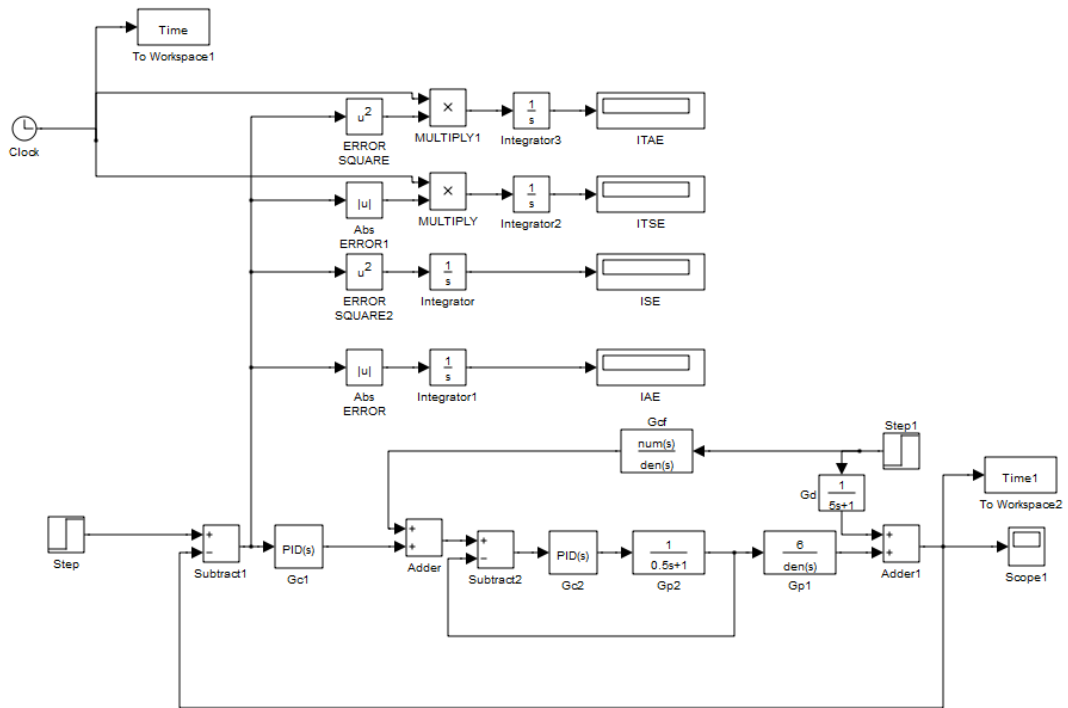 Time
To Workspace1
Clock
u2
ERROR
SQUARE
×
MULTIPLY1
1
s
Integrator3
ITAE
|u|
Abs
ERROR1
×
MULTIPLY
1
s
Integrator2
ITSE
u2
ERROR
SQUARE2
1
s
Integrator
ISE
|u|
Abs
ERROR
1
s
Integrator1
IAE
Gcf
num(s)
den(s)
Step1
Gd
1
5s+1
Time1
To Workspace2
Step
+
−
Subtract1
PID(s)
Gc1
+
+
Adder
+
−
Subtract2
PID(s)
Gc2
1
0.5s+1
Gp2
6
den(s)
Gp1
+
+
Adder1
Scope1